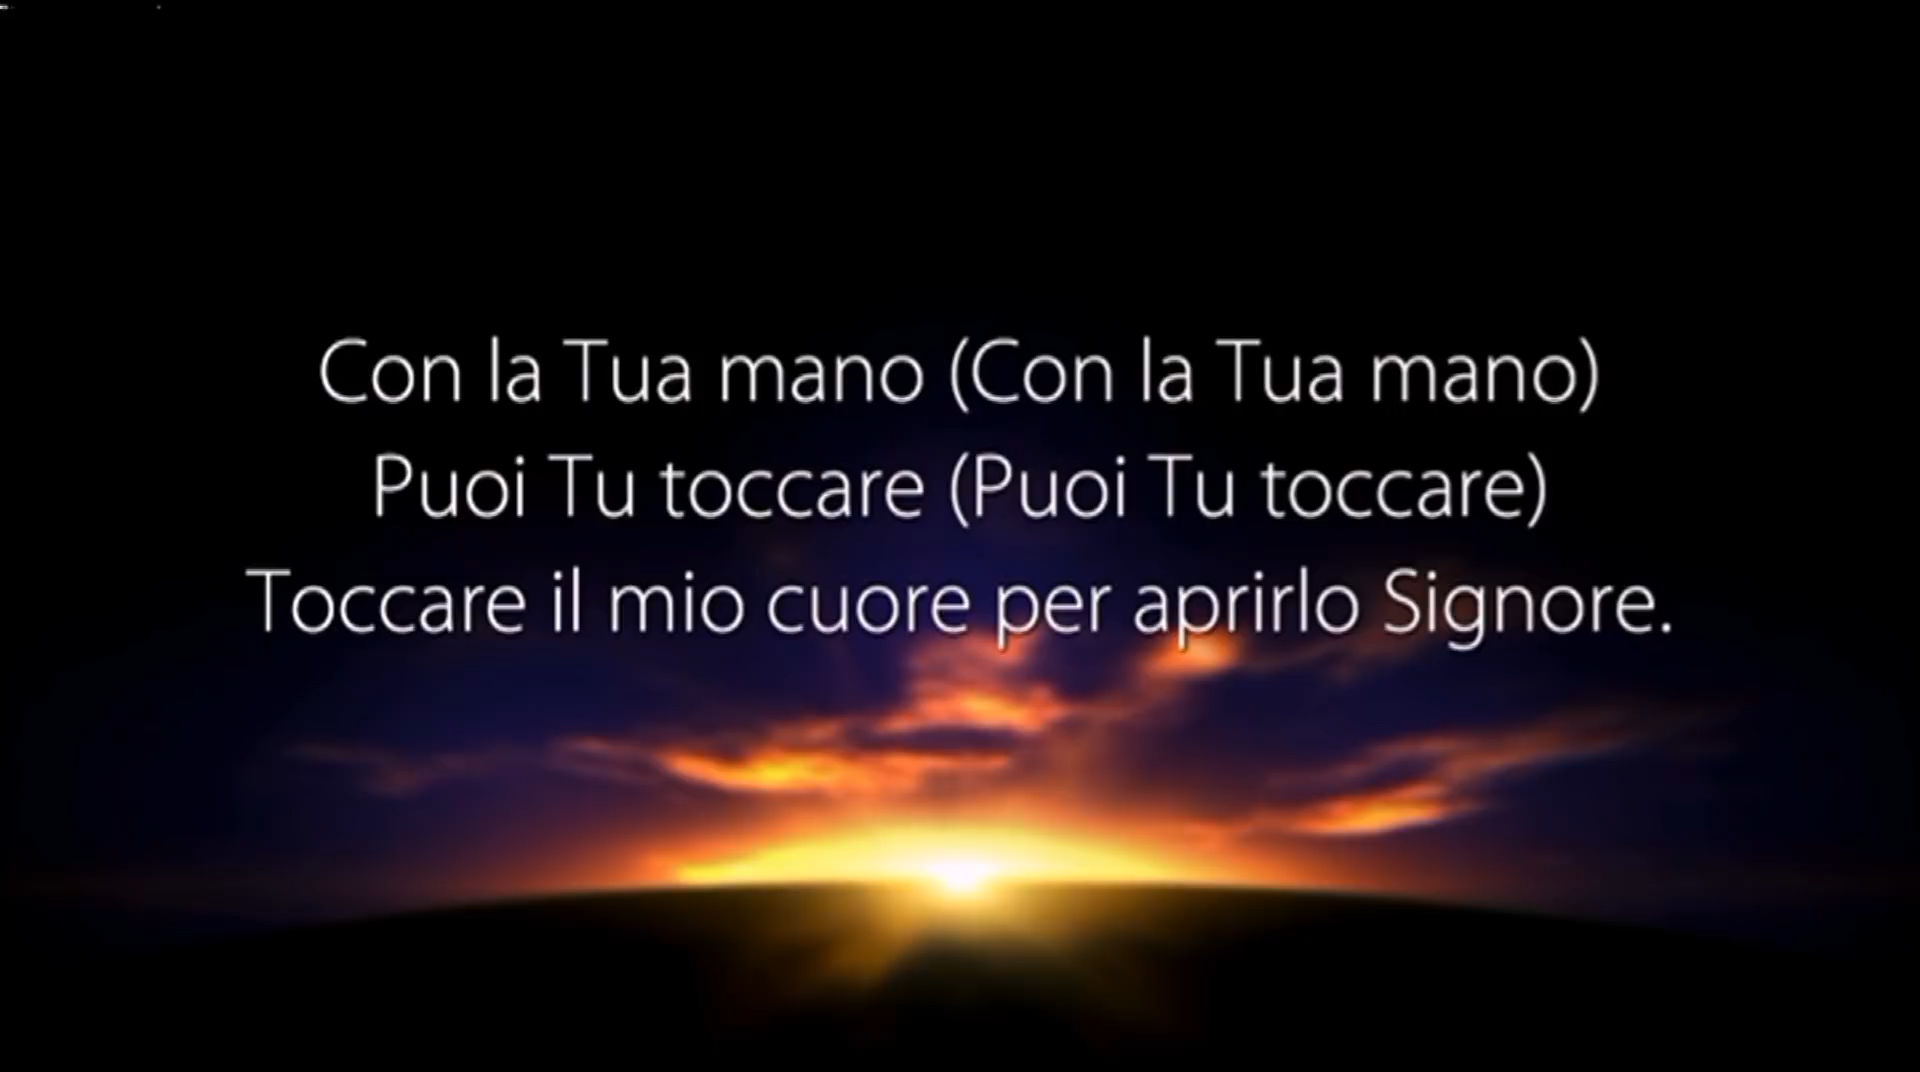 Con la Tua mano (Con la Tua mano)
Puoi Tu toccare (Puoi Tu toccare)
Toccare il mio cuore per aprirlo Signore.